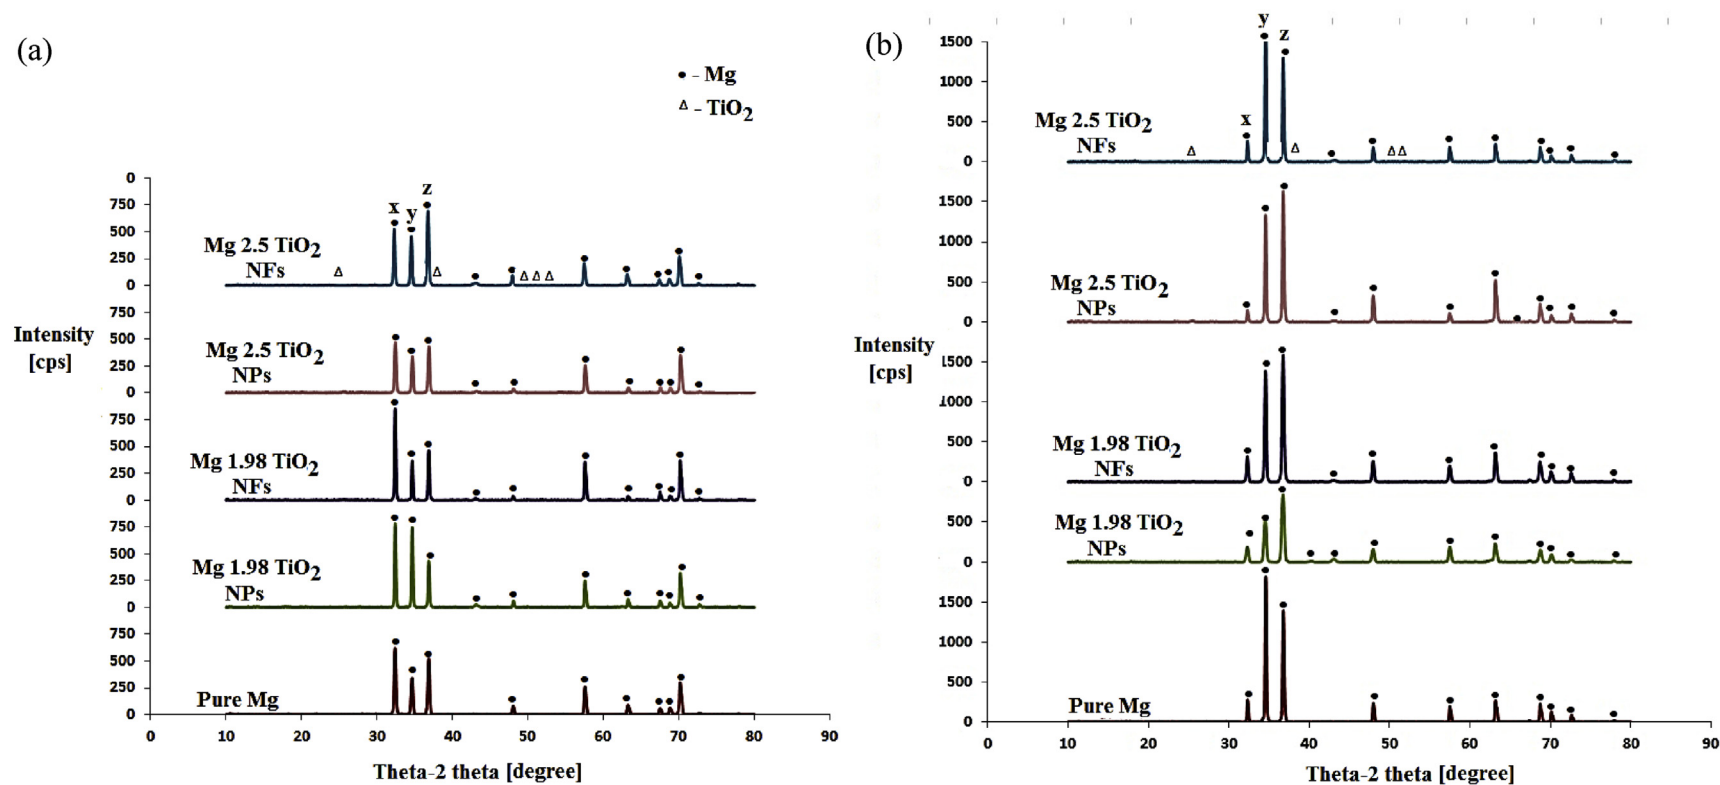 (a)
● - Mg
△ - TiO2
0
750
500
250
0
750
500
250
0
750
500
250
0
750
500
250
0
750
500
250
0
Intensity
[cps]
x
y
z
Mg 2.5 TiO2
NFs
Mg 2.5 TiO2
NPs
Mg 1.98 TiO2
NFs
Mg 1.98 TiO2
NPs
Pure Mg
0 10 20 30 40 50 60 70 80 90
Theta-2 theta [degree]
(b)
1500
1000
500
0
1500
1000
500
0
1500
1000
500
0
500
0
1500
1000
500
0
Intensity
[cps]
x
y
z
Mg 2.5 TiO2
NFs
Mg 2.5 TiO2
NPs
Mg 1.98 TiO2
NFs
Mg 1.98 TiO2
NPs
Pure Mg
0 10 20 30 40 50 60 70 80 90
Theta-2 theta [degree]